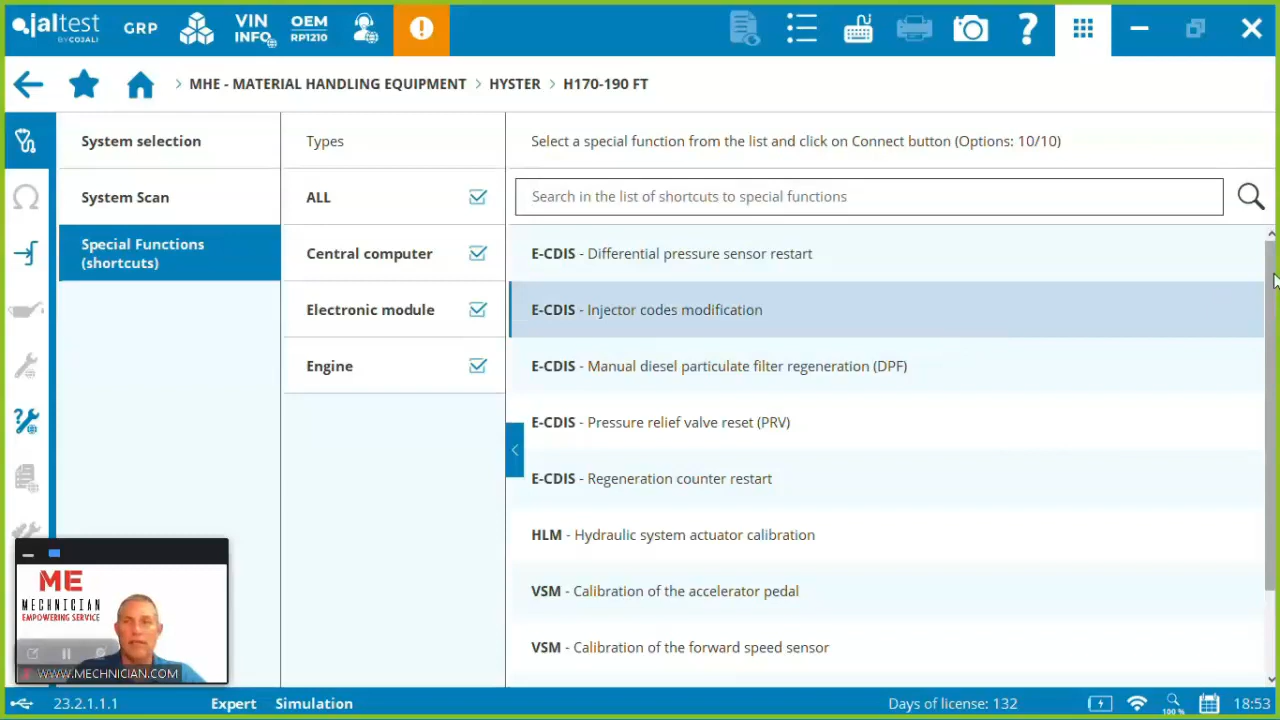 jaltest
BY COJALI
GRP
VIN
INFO
OEM
RP1210
MHE - MATERIAL HANDLING EQUIPMENT
HYSTER
H170-190 FT
System selection
System Scan
Special Functions
(shortcuts)
Types
ALL
Central computer
Electronic module
Engine
Select a special function from the list and click on Connect button (Options: 10/10)
Search in the list of shortcuts to special functions
E-CDIS - Differential pressure sensor restart
E-CDIS - Injector codes modification
E-CDIS - Manual diesel particulate filter regeneration (DPF)
E-CDIS - Pressure relief valve reset (PRV)
E-CDIS - Regeneration counter restart
HLM - Hydraulic system actuator calibration
VSM - Calibration of the accelerator pedal
VSM - Calibration of the forward speed sensor
ME
MECHNICIAN
EMPOWERING SERVICE
WWW.MECHNICIAN.COM
23.2.1.1.1
Expert
Simulation
Days of license: 132
100 %
18:53